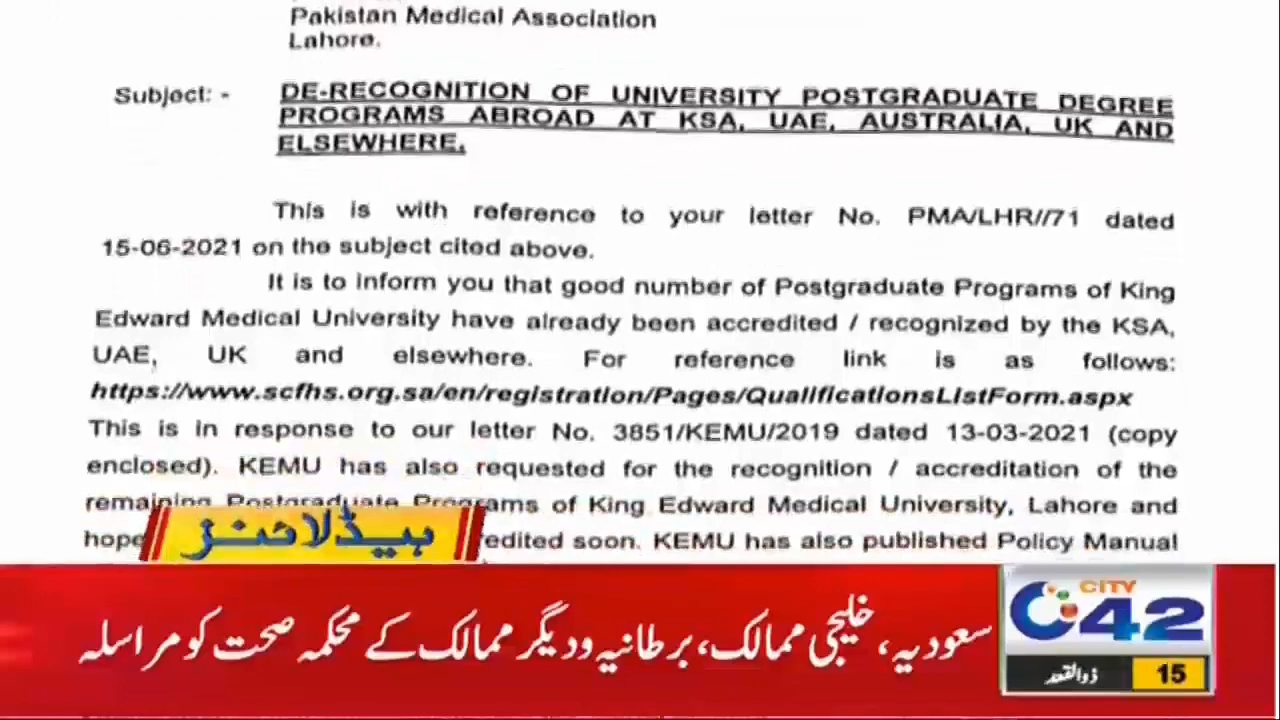 Pakistan Medical Association
Lahore.
Subject: - DE-RECOGNITION OF UNIVERSITY POSTGRADUATE DEGREE
PROGRAMS ABROAD AT KSA, UAE, AUSTRALIA, UK AND
ELSEWHERE.
This is with reference to your letter No. PMA/LHR//71 dated
15-06-2021 on the subject cited above.
It is to inform you that good number of Postgraduate Programs of King
Edward Medical University have already been accredited / recognized by the KSA,
UAE, UK and elsewhere. For reference link is as follows:
https://www.scfhs.org.sa/en/registration/Pages/QualificationsListForm.aspx
This is in response to our letter No. 3851/KEMU/2019 dated 13-03-2021 (copy
enclosed). KEMU has also requested for the recognition / accreditation of the
remaining Postgraduate Programs of King Edward Medical University, Lahore and
hope edited soon. KEMU has also published Policy Manual
ہیڈلائنز
سعودیہ، خلیجی ممالک، برطانیہ و دیگر ممالک کے محکمہ صحت کو مراسلہ
CITY
42
ذوالقعد 15